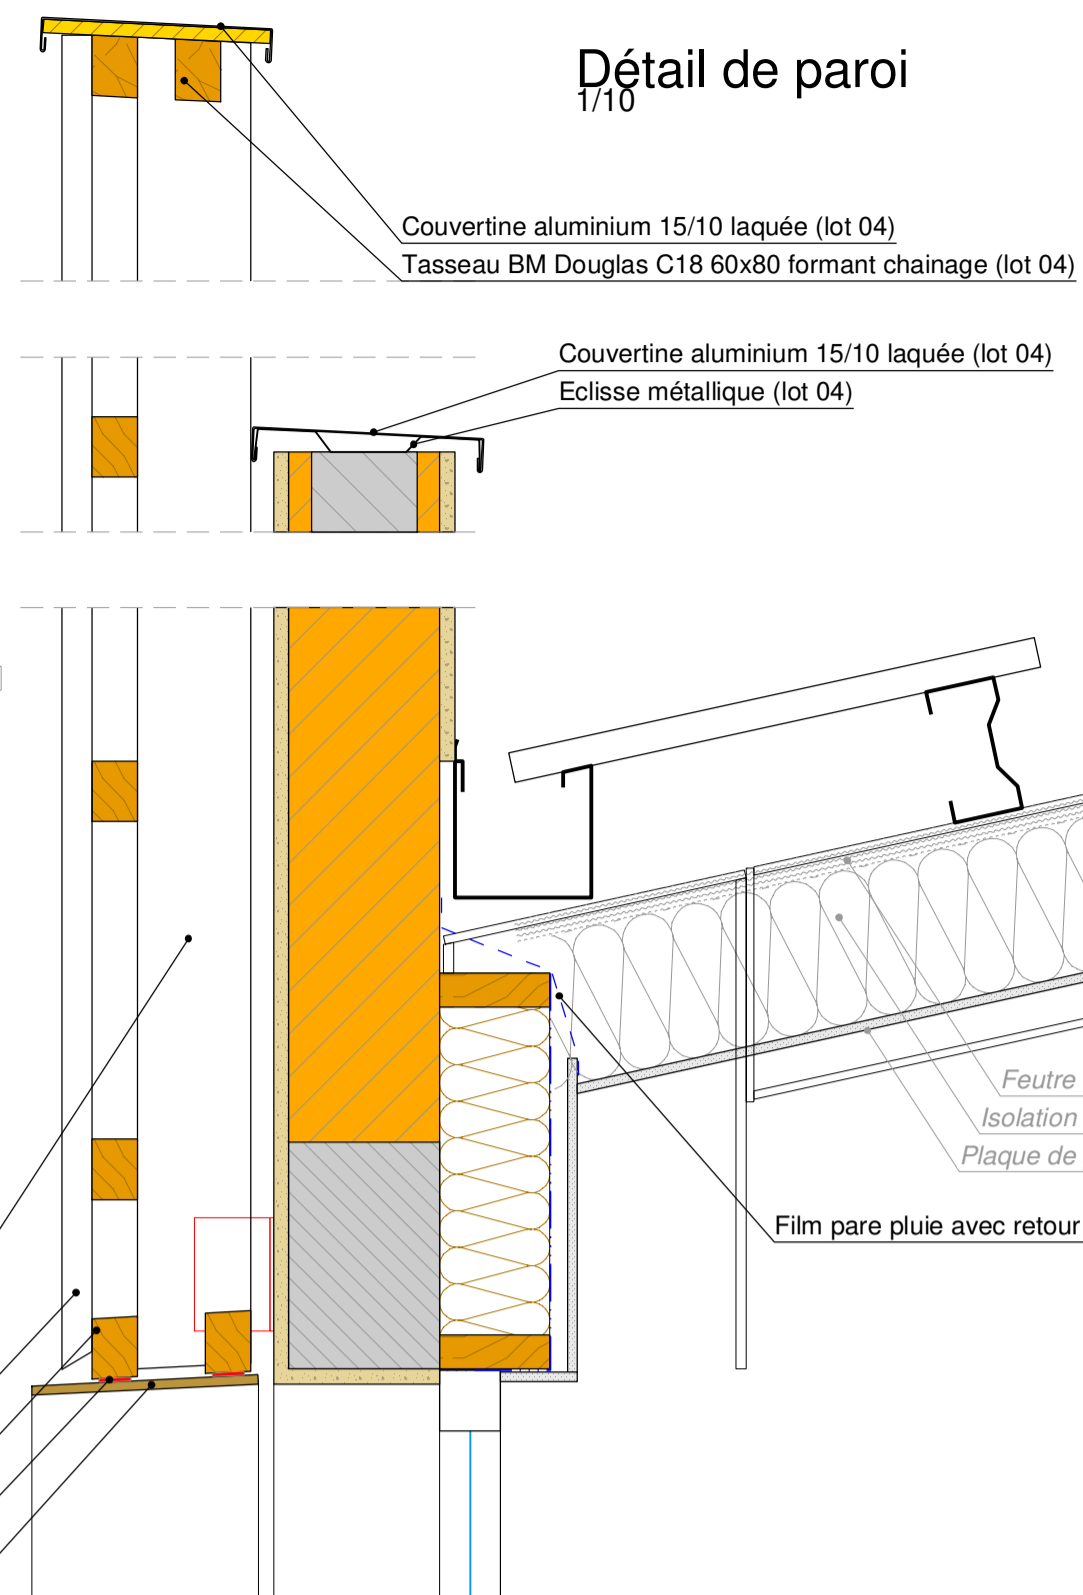 Détail de paroi
1/10
Couvertine aluminium 15/10 laquée (lot 04)
Tasseau BM Douglas C18 60x80 formant chainage (lot 04)
Couvertine aluminium 15/10 laquée (lot 04)
Eclisse métallique (lot 04)
Feutre
Isolation
Plaque de
Film pare pluie avec retour